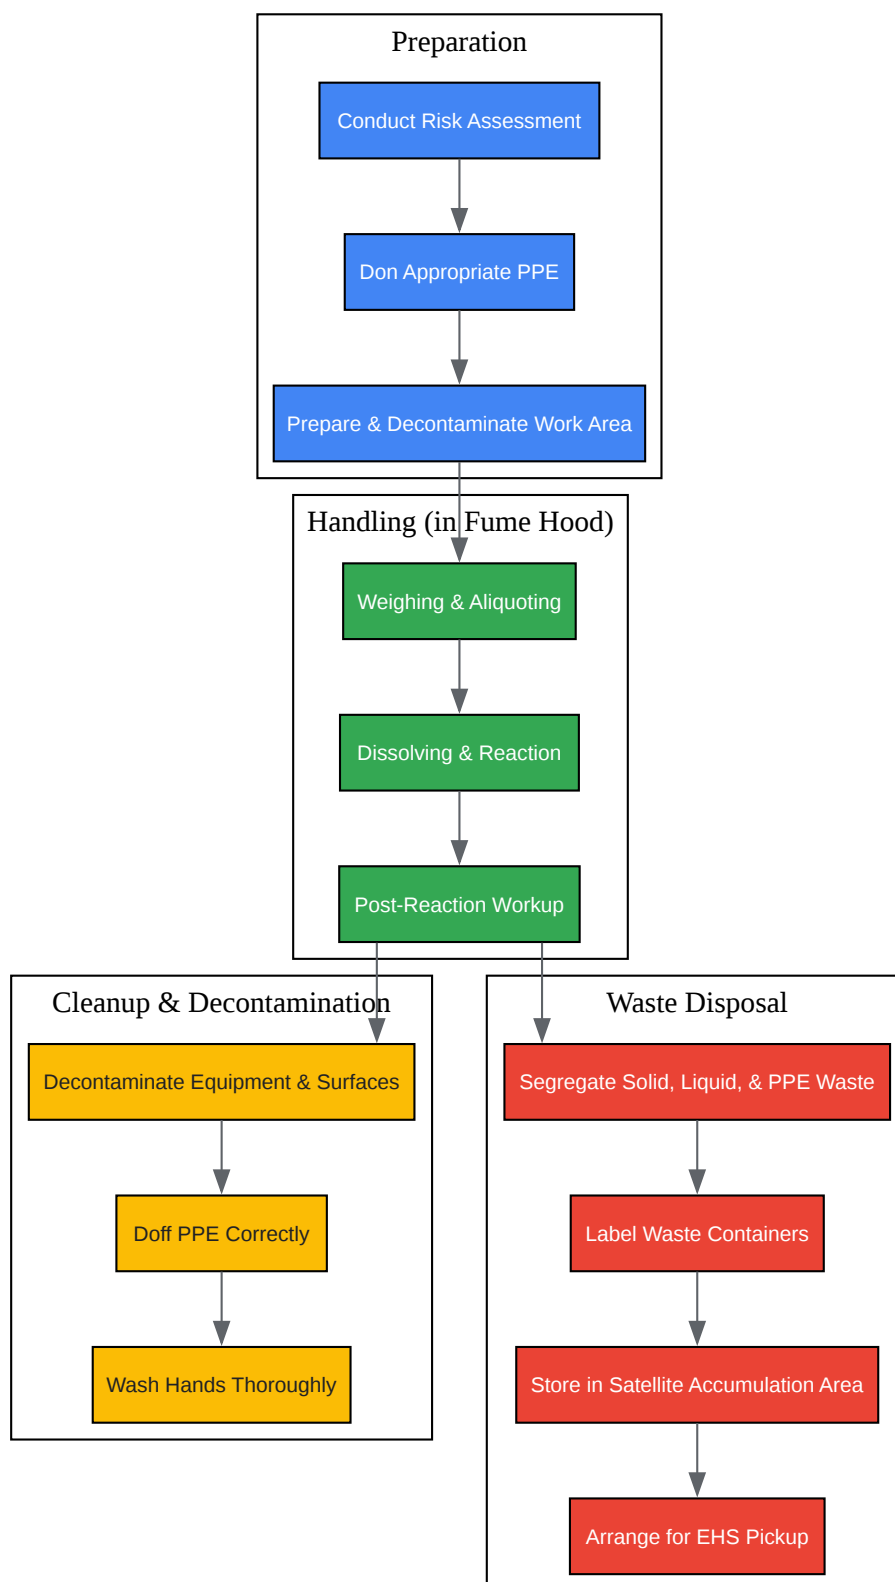 Preparation
Conduct Risk Assessment
Don Appropriate PPE
Prepare & Decontaminate Work Area
Handling (in Fume Hood)
Weighing & Aliquoting
Dissolving & Reaction
Post-Reaction Workup
Cleanup & Decontamination
Decontaminate Equipment & Surfaces
Doff PPE Correctly
Wash Hands Thoroughly
Waste Disposal
Segregate Solid, Liquid, & PPE Waste
Label Waste Containers
Store in Satellite Accumulation Area
Arrange for EHS Pickup